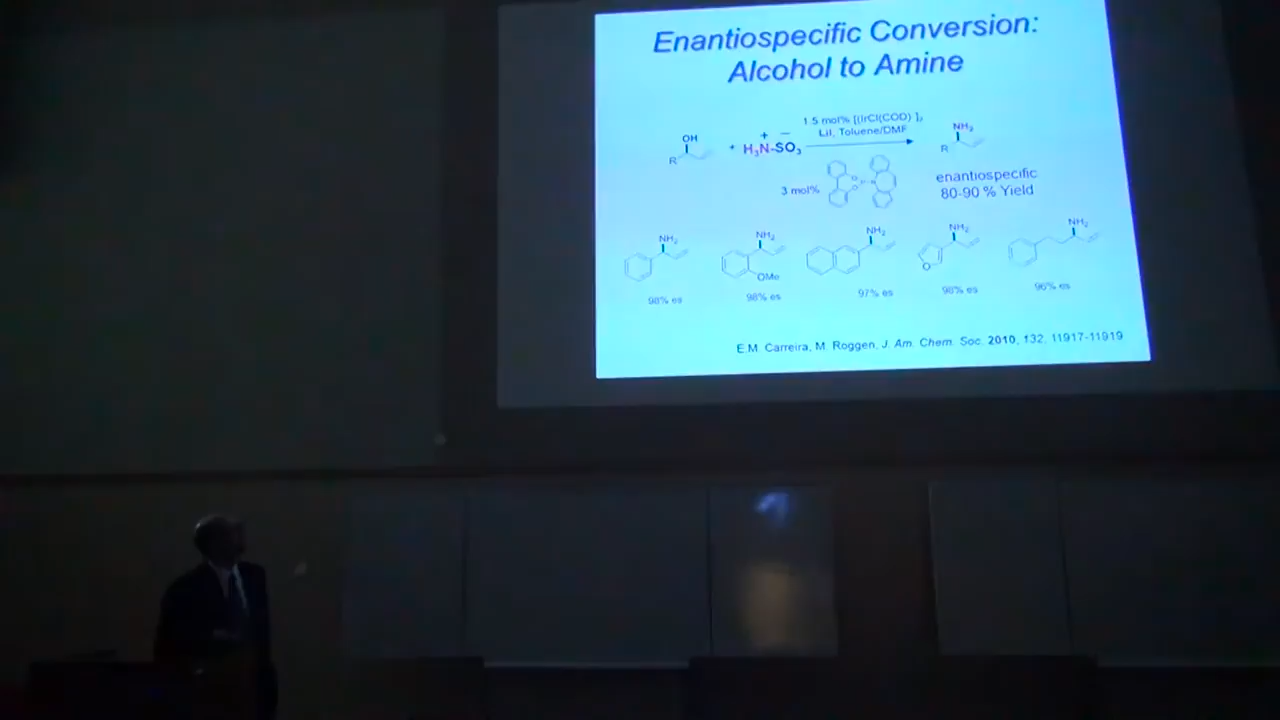 Enantiospecific Conversion:
Alcohol to Amine
OH
R
+ H₃N-SO₃
+ −
1.5 mol% [(IrCl(COD) ]₂
LiI, Toluene/DMF
3 mol%
NH₂
R
enantiospecific
80-90 % Yield
NH₂
NH₂
NH₂
NH₂
NH₂
OMe
O
98% es
98% es
97% es
98% es
96% es
E.M. Carreira, M. Roggen, J. Am. Chem. Soc. 2010, 132, 11917-11919